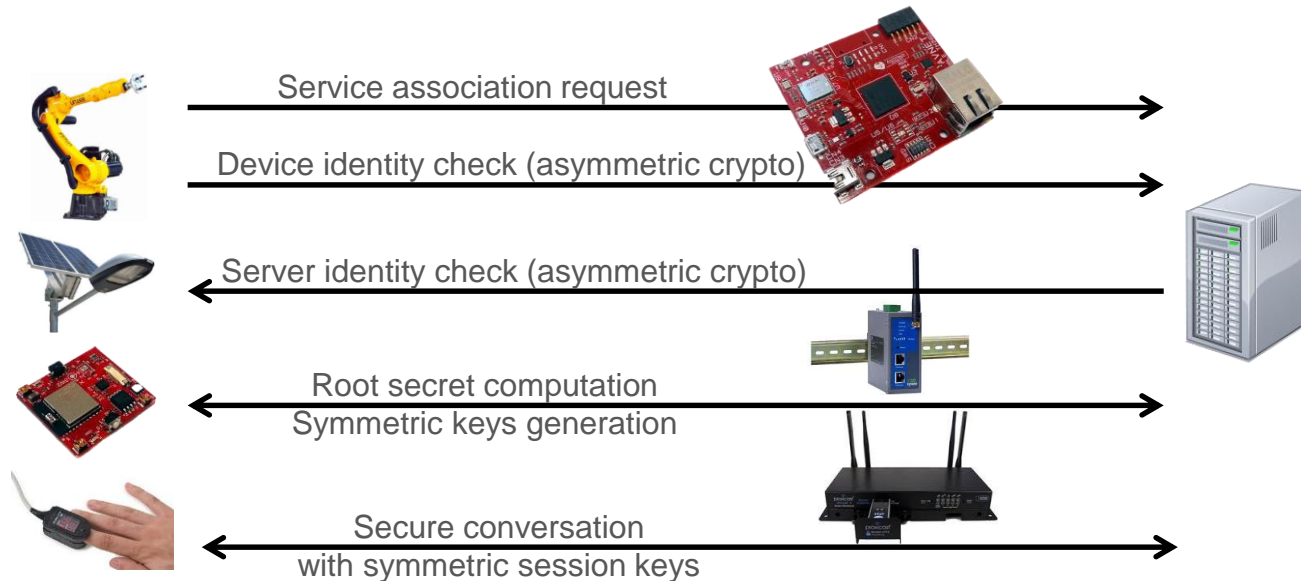 Service association request
Device identity check (asymmetric crypto)
Server identity check (asymmetric crypto)
Root secret computation
Symmetric keys generation
Secure conversation
with symmetric session keys